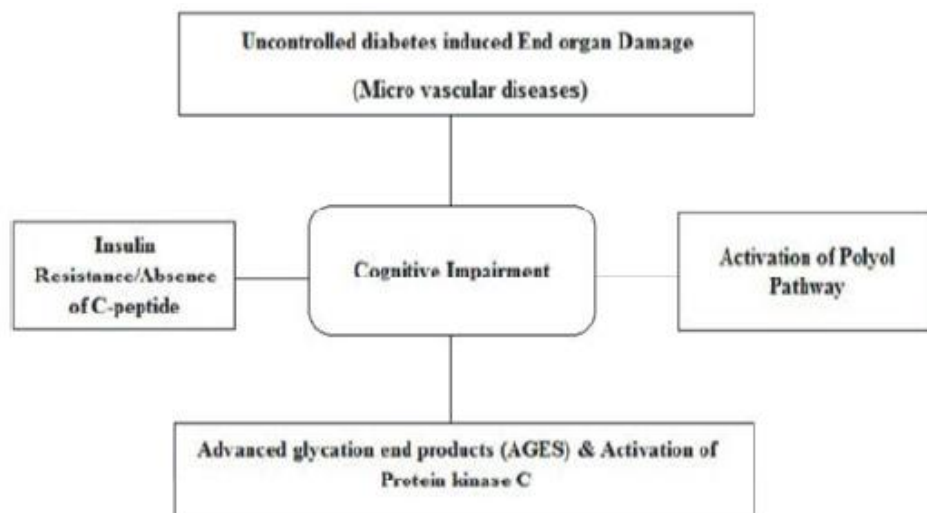 Uncontrolled diabetes induced End organ Damage
(Micro vascular diseases)
Insulin
Resistance/Absence
of C-peptide
Cognitive Impairment
Activation of Polyol
Pathway
Advanced glycation end products (AGES) & Activation of
Protein kinase C